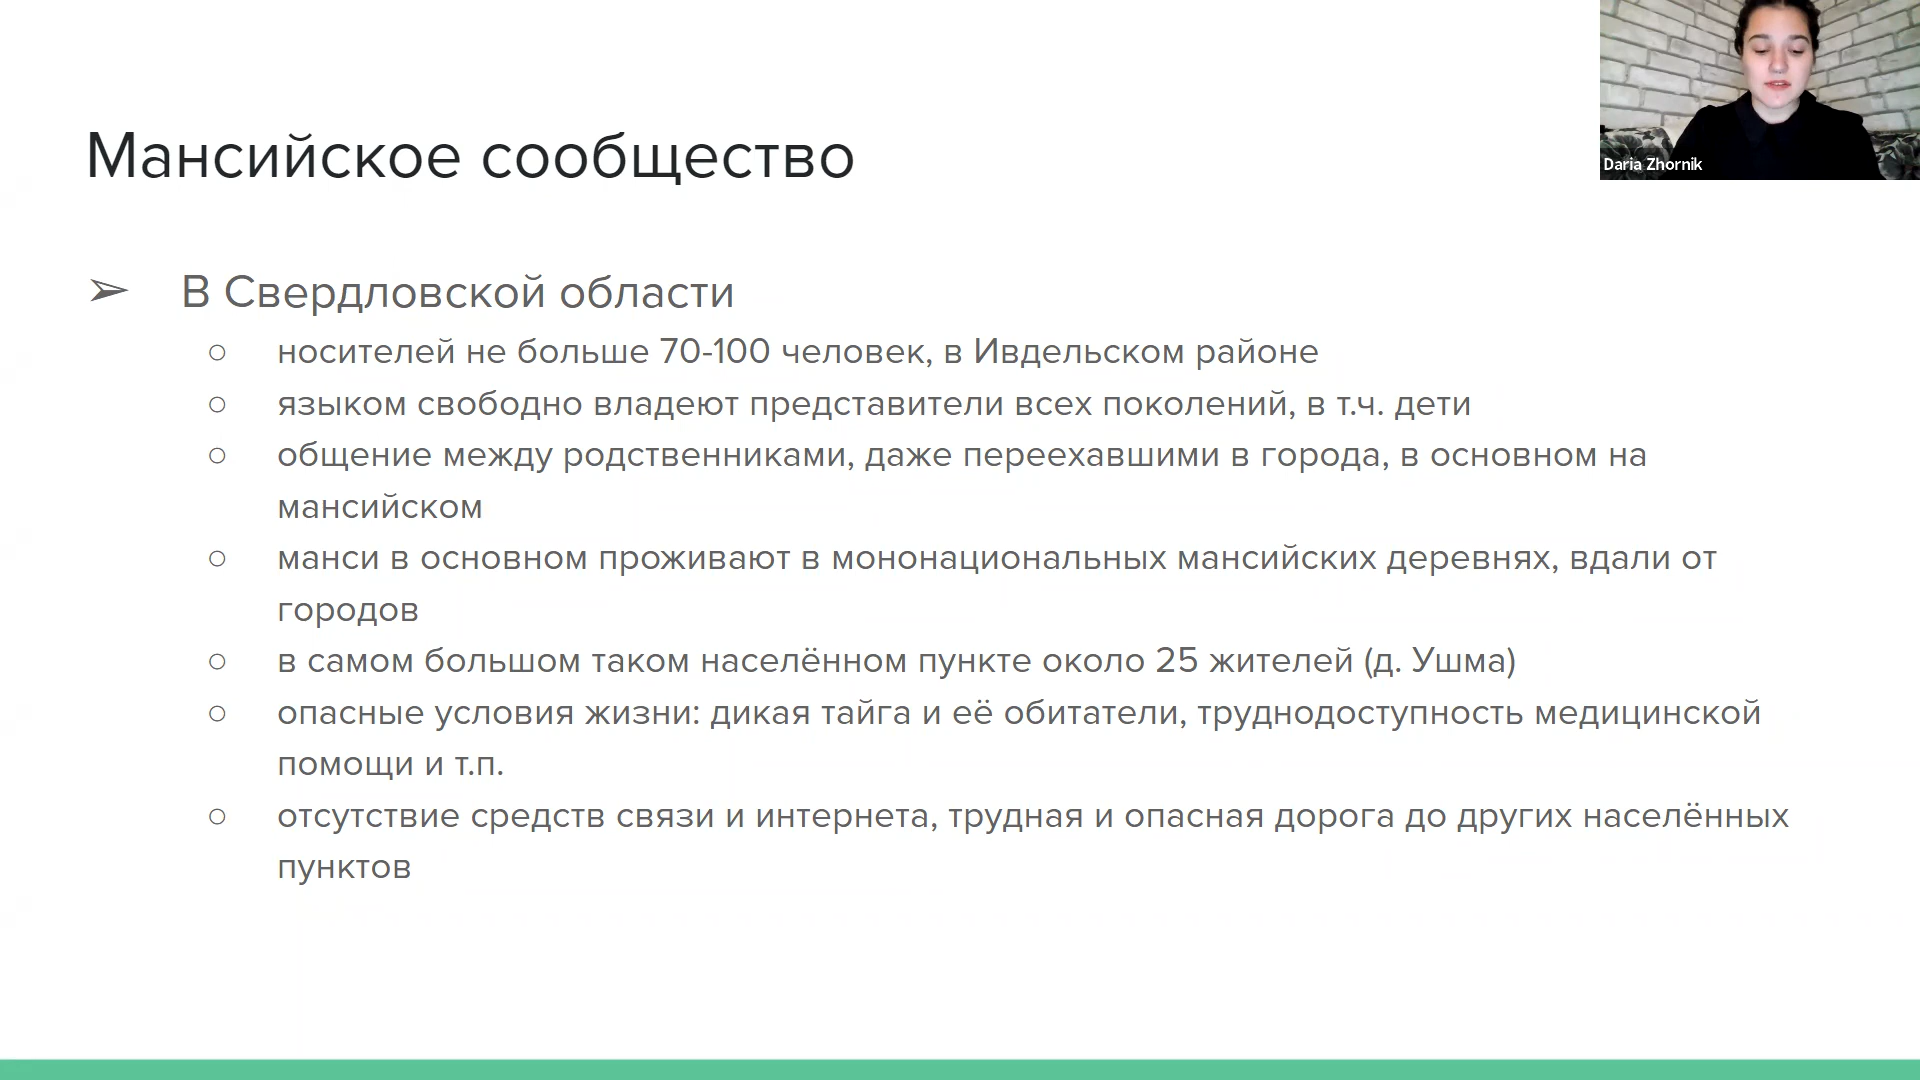 Мансийское сообщество
Daria Zhornik
➢ В Свердловской области
○ носителей не больше 70-100 человек, в Ивдельском районе
○ языком свободно владеют представители всех поколений, в т.ч. дети
○ общение между родственниками, даже переехавшими в города, в основном на
мансийском
○ манси в основном проживают в мононациональных мансийских деревнях, вдали от
городов
○ в самом большом таком населённом пункте около 25 жителей (д. Ушма)
○ опасные условия жизни: дикая тайга и её обитатели, труднодоступность медицинской
помощи и т.п.
○ отсутствие средств связи и интернета, трудная и опасная дорога до других населённых
пунктов